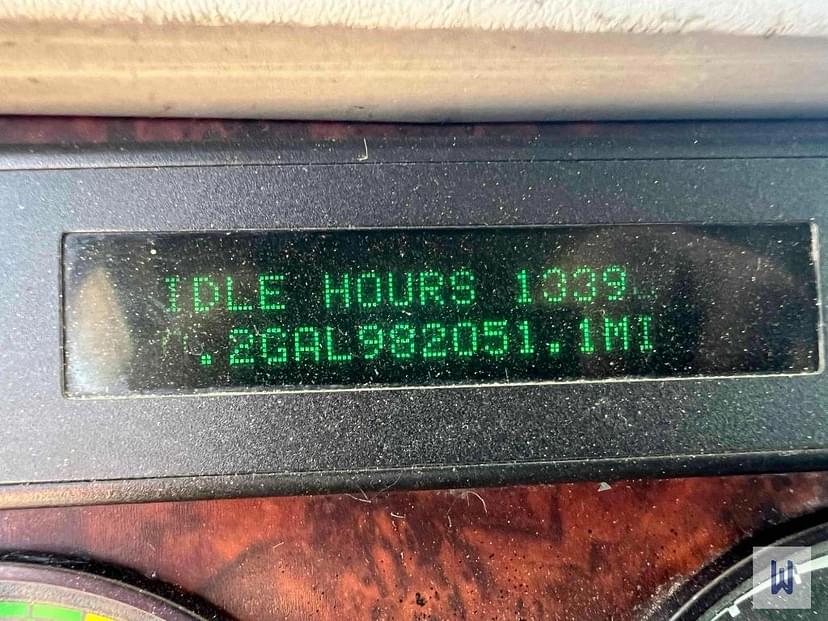 IDLE HOURS 1339
.2GAL982051.1MI
W